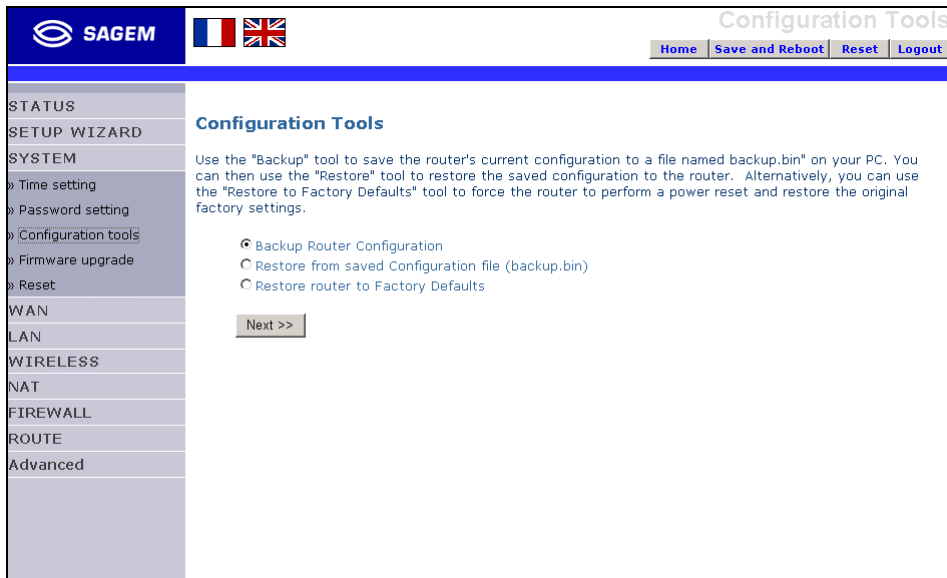 SAGEM
Configuration Tools
Home Save and Reboot Reset Logout
STATUS
SETUP WIZARD
SYSTEM
» Time setting
» Password setting
» Configuration tools
» Firmware upgrade
» Reset
WAN
LAN
WIRELESS
NAT
FIREWALL
ROUTE
Advanced
Configuration Tools
Use the "Backup" tool to save the router's current configuration to a file named backup.bin" on your PC. You
can then use the "Restore" tool to restore the saved configuration to the router. Alternatively, you can use
the "Restore to Factory Defaults" tool to force the router to perform a power reset and restore the original
factory settings.
Backup Router Configuration
Restore from saved Configuration file (backup.bin)
Restore router to Factory Defaults
Next >>